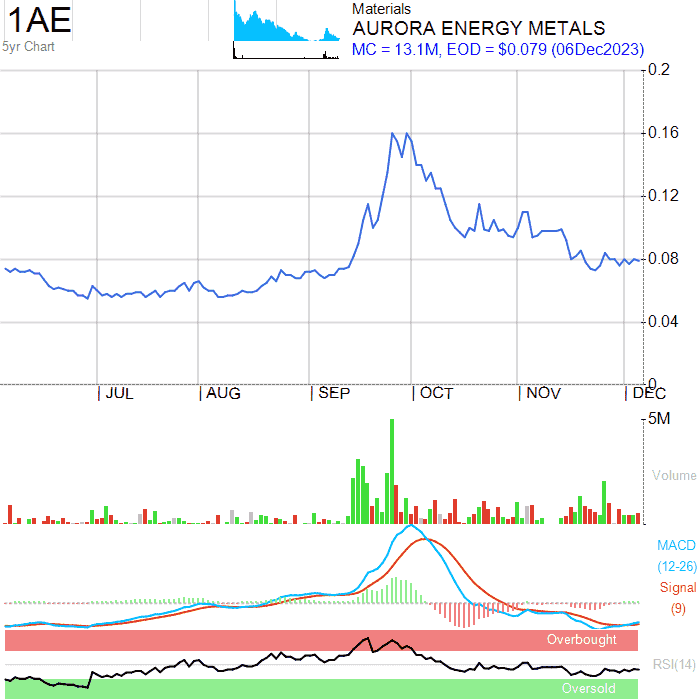 1AE
5yr Chart
Materials
AURORA ENERGY METALS
MC = 13.1M, EOD = $0.079 (06Dec2023)
0.2
0.16
0.12
0.08
0.04
0
JUL AUG SEP OCT NOV DEC
5M
Volume
MACD
(12-26)
Signal
(9)
Overbought
RSI(14)
Oversold